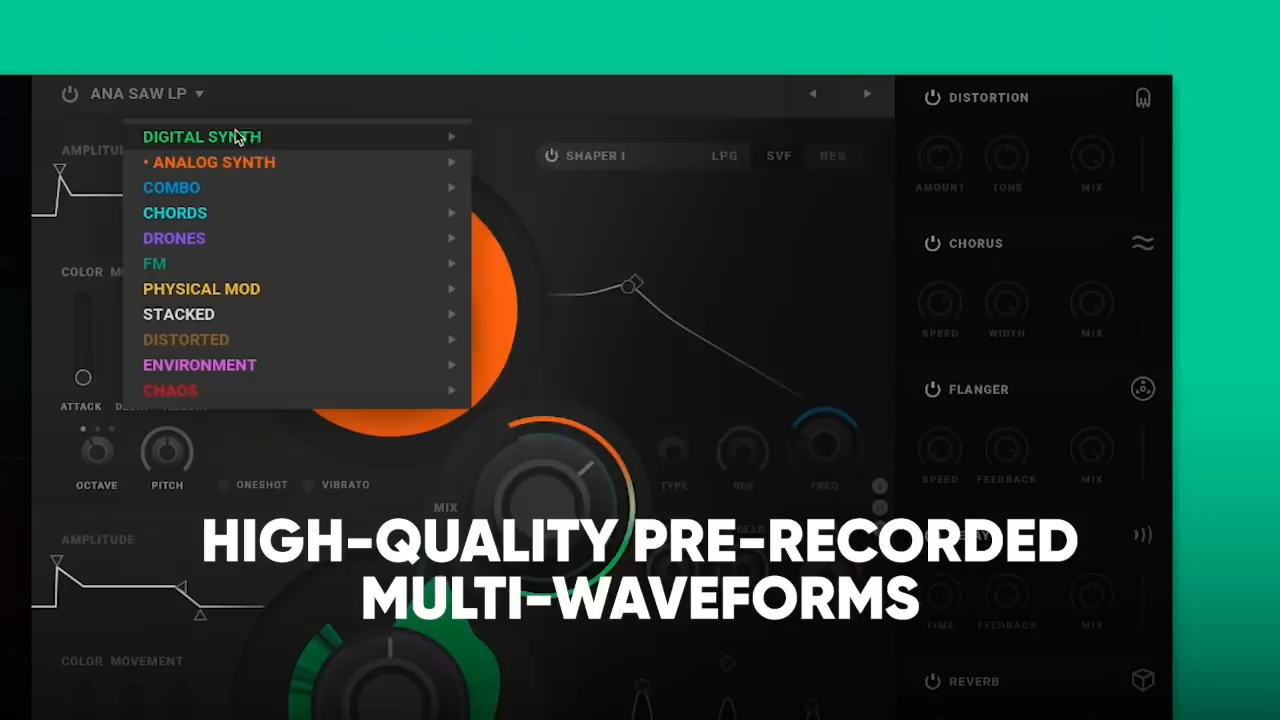 ANA SAW LP
DISTORTION
DIGITAL SYNTH
• ANALOG SYNTH
COMBO
CHORDS
DRONES
FM
PHYSICAL MOD
STACKED
DISTORTED
ENVIRONMENT
CHAOS
SHAPER I LPG SVF RES
AMOUNT TONE MIX
CHORUS
SPEED WIDTH MIX
FLANGER
SPEED FEEDBACK MIX
COLOR
ATTACK
OCTAVE PITCH ONESHOT VIBRATO
MIX
TYPE RES FREQ
HIGH-QUALITY PRE-RECORDED
MULTI-WAVEFORMS
AMPLITUDE
COLOR MOVEMENT
TIME FEEDBACK MIX
REVERB